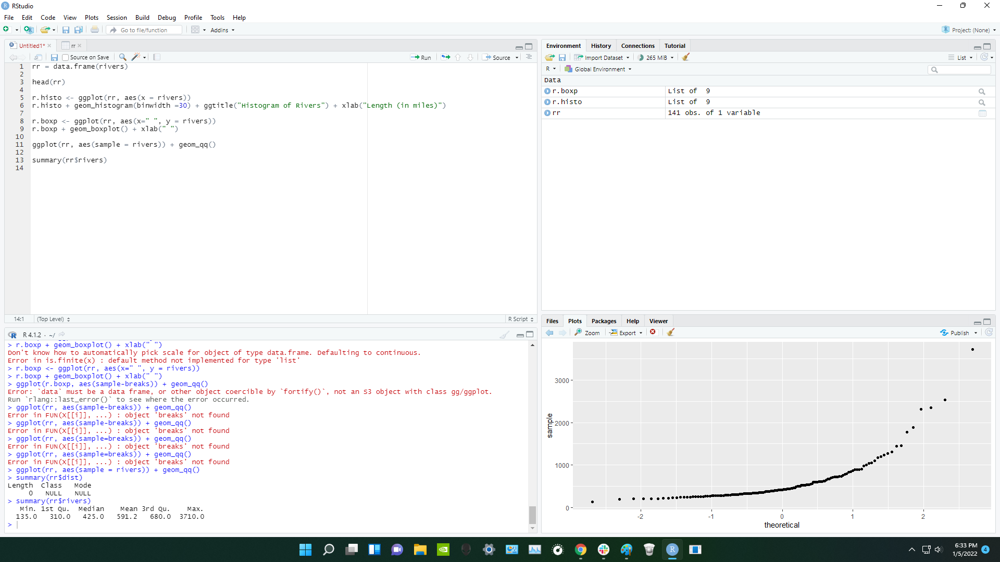 RStudio
File Edit Code View Plots Session Build Debug Profile Tools Help
Go to file/function Addins Project: (None)
Untitled1* rr
Source on Save Run Source
1 rr = data.frame(rivers)
2
3 head(rr)
4
5 r.histo <- ggplot(rr, aes(x = rivers))
6 r.histo + geom_histogram(binwidth =30) + ggtitle("Histogram of Rivers") + xlab("Length (in miles)")
7
8 r.boxp <- ggplot(rr, aes(x=" ", y = rivers))
9 r.boxp + geom_boxplot() + xlab(" ")
10
11 ggplot(rr, aes(sample = rivers)) + geom_qq()
12
13 summary(rr$rivers)
14
14:1 (Top Level) R Script
R 4.1.2 · ~/
> r.boxp + geom_boxplot() + xlab(" ")
Don't know how to automatically pick scale for object of type data.frame. Defaulting to continuous.
Error in is.finite(x) : default method not implemented for type 'list'
> r.boxp <- ggplot(rr, aes(x=" ", y = rivers))
> r.boxp + geom_boxplot() + xlab(" ")
> ggplot(r.boxp, aes(sample-breaks)) + geom_qq()
Error: `data` must be a data frame, or other object coercible by `fortify()`, not an S3 object with class gg/ggplot.
Run `rlang::last_error()` to see where the error occurred.
> ggplot(rr, aes(sample-breaks)) + geom_qq()
Error in FUN(X[[i]], ...) : object 'breaks' not found
> ggplot(rr, aes(sample-breaks)) + geom_qq()
Error in FUN(X[[i]], ...) : object 'breaks' not found
> ggplot(rr, aes(sample=breaks)) + geom_qq()
Error in FUN(X[[i]], ...) : object 'breaks' not found
> ggplot(rr, aes(sample=breaks)) + geom_qq()
Error in FUN(X[[i]], ...) : object 'breaks' not found
> ggplot(rr, aes(sample = rivers)) + geom_qq()
> summary(rr$dist)
Length Class Mode
0 NULL NULL
> summary(rr$rivers)
Min. 1st Qu. Median Mean 3rd Qu. Max.
135.0 310.0 425.0 591.2 680.0 3710.0
>
Environment History Connections Tutorial
Import Dataset 265 MiB List
R Global Environment
Data
r.boxp List of 9
r.histo List of 9
rr 141 obs. of 1 variable
Files Plots Packages Help Viewer
Zoom Export Publish
3000
2000
1000
0
sample
-2 -1 0 1 2
theoretical
6:33 PM
1/5/2022
4